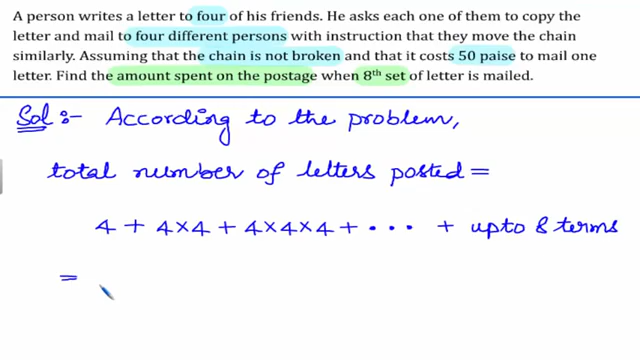 A person writes a letter to four of his friends. He asks each one of them to copy the
letter and mail to four different persons with instruction that they move the chain
similarly. Assuming that the chain is not broken and that it costs 50 paise to mail one
letter. Find the amount spent on the postage when 8th set of letter is mailed.
Sol :- According to the problem,
total number of letters posted =
4 + 4×4 + 4×4×4 + ... + upto 8 terms
=